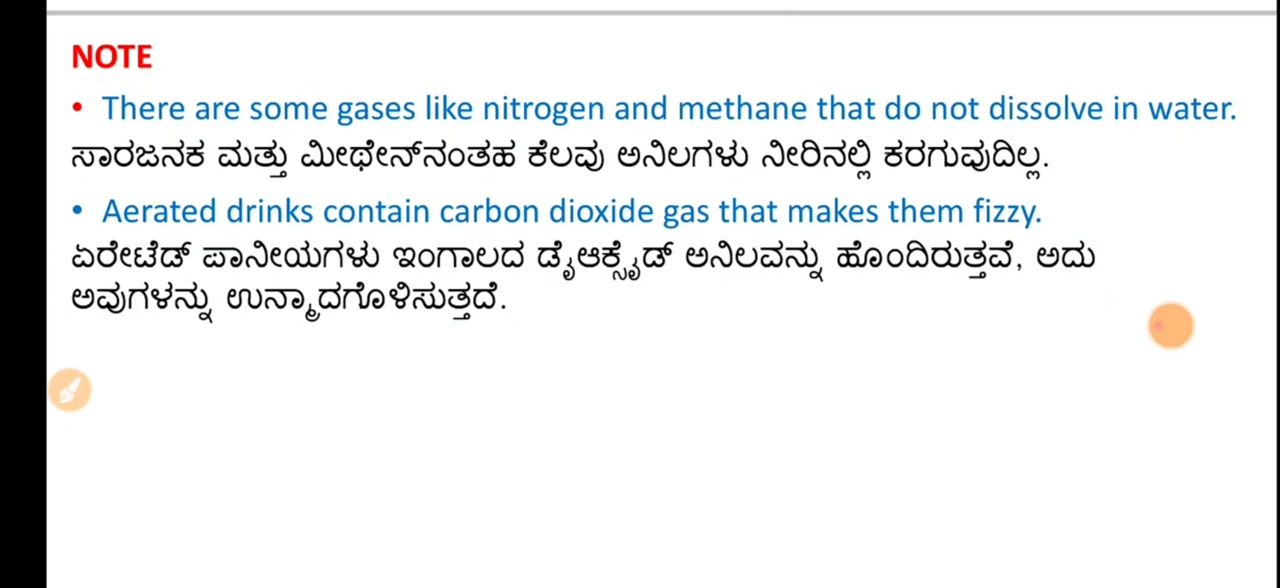 NOTE
• There are some gases like nitrogen and methane that do not dissolve in water.
ಸಾರಜನಕ ಮತ್ತು ಮೀಥೇನ್‌ನಂತಹ ಕೆಲವು ಅನಿಲಗಳು ನೀರಿನಲ್ಲಿ ಕರಗುವುದಿಲ್ಲ.
• Aerated drinks contain carbon dioxide gas that makes them fizzy.
ಏರೇಟೆಡ್ ಪಾನೀಯಗಳು ಇಂಗಾಲದ ಡೈಆಕ್ಸೈಡ್ ಅನಿಲವನ್ನು ಹೊಂದಿರುತ್ತವೆ, ಅದು
ಅವುಗಳನ್ನು ಉನ್ಮಾದಗೊಳಿಸುತ್ತದೆ.